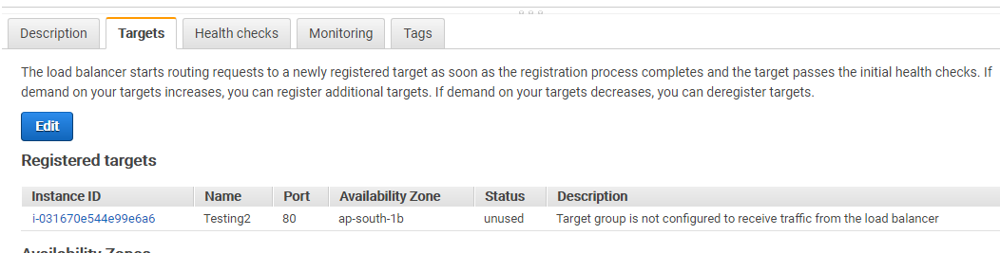 Description Targets Health checks Monitoring Tags
The load balancer starts routing requests to a newly registered target as soon as the registration process completes and the target passes the initial health checks. If
demand on your targets increases, you can register additional targets. If demand on your targets decreases, you can deregister targets.
Edit
Registered targets
Instance ID Name Port Availability Zone Status Description
i-031670e544e99e6a6 Testing2 80 ap-south-1b unused Target group is not configured to receive traffic from the load balancer
Availability Zones